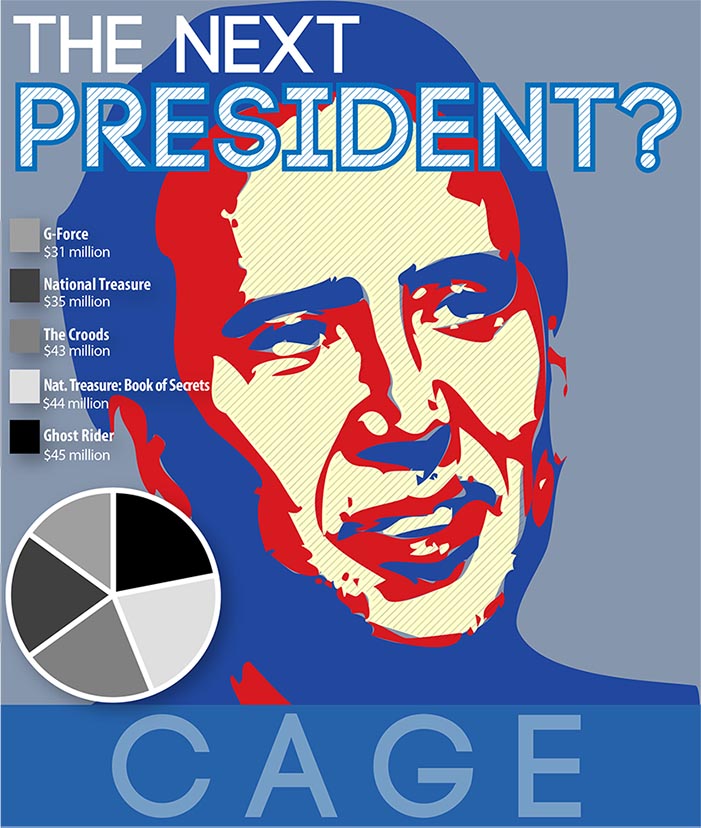 THE NEXT
PRESIDENT?
G-Force
$31 million
National Treasure
$35 million
The Croods
$43 million
Nat. Treasure: Book of Secrets
$44 million
Ghost Rider
$45 million
CAGE